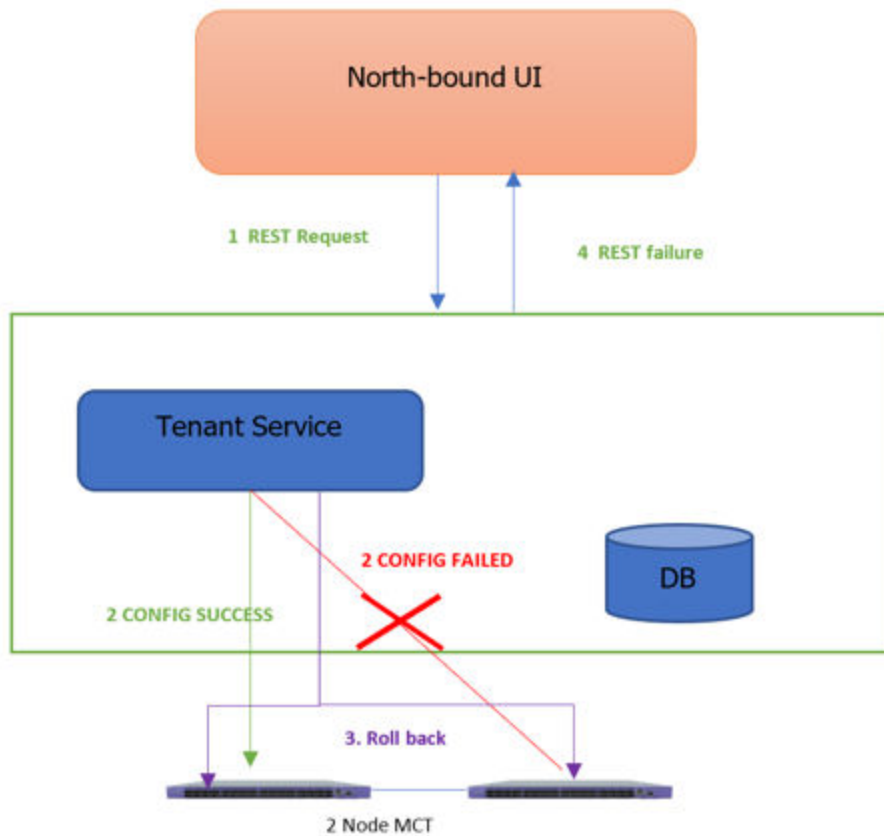 North-bound UI
1 REST Request
4 REST failure
Tenant Service
2 CONFIG FAILED
DB
2 CONFIG SUCCESS
3. Roll back
2 Node MCT